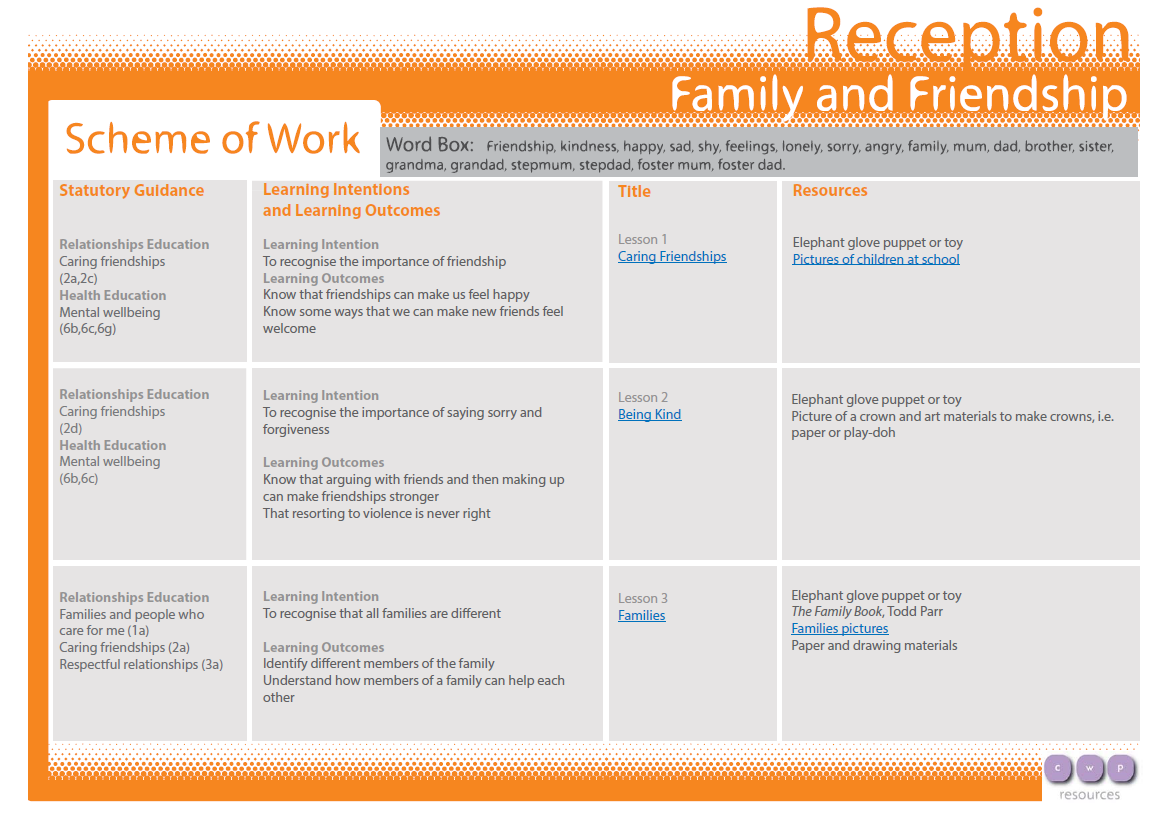 Reception
Family and Friendship
Scheme of Work
Word Box: Friendship, kindness, happy, sad, shy, feelings, lonely, sorry, angry, family, mum, dad, brother, sister,
grandma, grandad, stepmum, stepdad, foster mum, foster dad.
Statutory Guidance
Learning Intentions
and Learning Outcomes
Title
Resources
Relationships Education
Caring friendships
(2a,2c)
Health Education
Mental wellbeing
(6b,6c,6g)
Learning Intention
To recognise the importance of friendship
Learning Outcomes
Know that friendships can make us feel happy
Know some ways that we can make new friends feel
welcome
Lesson 1
Caring Friendships
Elephant glove puppet or toy
Pictures of children at school
Relationships Education
Caring friendships
(2d)
Health Education
Mental wellbeing
(6b,6c)
Learning Intention
To recognise the importance of saying sorry and
forgiveness
Learning Outcomes
Know that arguing with friends and then making up
can make friendships stronger
That resorting to violence is never right
Lesson 2
Being Kind
Elephant glove puppet or toy
Picture of a crown and art materials to make crowns, i.e.
paper or play-doh
Relationships Education
Families and people who
care for me (1a)
Caring friendships (2a)
Respectful relationships (3a)
Learning Intention
To recognise that all families are different
Learning Outcomes
Identify different members of the family
Understand how members of a family can help each
other
Lesson 3
Families
Elephant glove puppet or toy
The Family Book, Todd Parr
Families pictures
Paper and drawing materials
c w p
resources